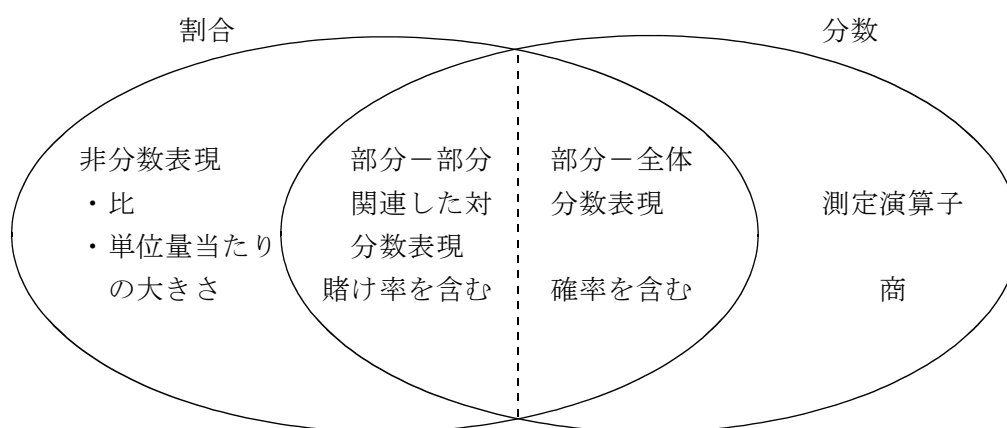 割合
分数
非分数表現
・比
・単位量当たり
の大きさ
部分－部分
関連した対
分数表現
賭け率を含む
部分－全体
分数表現
確率を含む
測定演算子
商